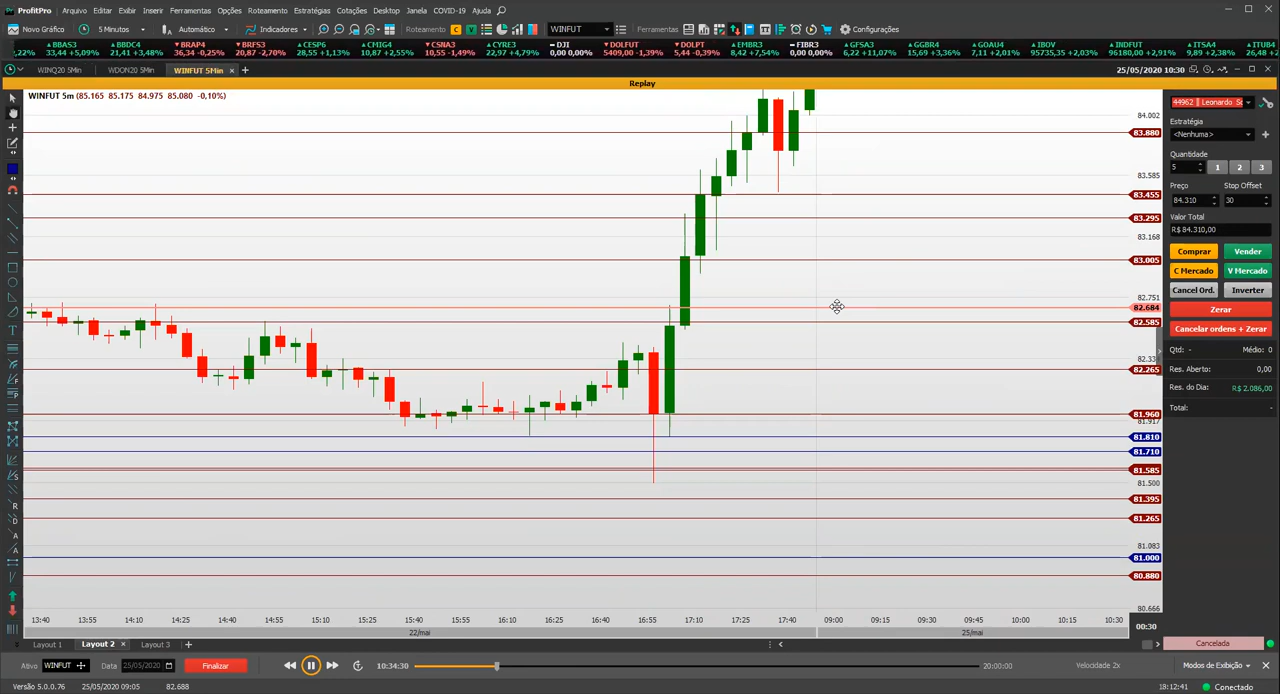 ProfitPro Arquivo Editar Exibir Inserir Ferramentas Opções Roteamento Estratégias Cotações Desktop Janela COVID-19 Ajuda
Novo Gráfico 5 Minutos Automático Indicadores Roteamento C V WINFUT Ferramentas Configurações
BBAS3 BBDC4 BRAP4 BRFS3 CESP6 CMIG4 CSNA3 CYRE3 DJI DOLFUT DOLPT EMBR3 FIBR3 GFSA3 GGBR4 GOAU4 IBOV INDFUT ITSA4 ITUB4
,22% 33,44 +5,09% 21,41 +3,48% 36,34 -0,25% 20,87 -2,70% 28,55 +1,13% 11,66 +2,55% 10,45 -1,55% 22,97 +4,79% 0,00 0,00% 5409,00 -1,39% 5,44 -0,39% 8,42 +7,54% 0,00 0,00% 6,22 +11,07% 15,69 +3,36% 7,11 +2,01% 95735,35 +2,03% 96180,00 +2,91% 9,89 +2,38% 26,48 +2
WINQ20 5Min WDON20 5Min WINFUT 5Min 25/05/2020 10:30
Replay
WINFUT 5m (85.165 85.175 84.975 85.080 -0,10%)
84.002
83.880
83.585
83.455
83.295
83.168
83.005
82.751
82.684
82.585
82.265
81.960
81.917
81.810
81.710
81.585
81.500
81.395
81.265
81.083
81.000
80.880
80.666
44962 || Leonardo
Estratégia
<Nenhuma>
Quantidade
5 1 2 3
Preço Stop Offset
84.310 30
Valor Total
R$ 84.310,00
Comprar Vender
C Mercado V Mercado
Cancel Ord. Inverter
Zerar
Cancelar ordens + Zerar
Qtd: - Médio: 0
Res. Aberto: 0,00
Res. do Dia: R$ 2.086,00
Total: -
13:40 13:55 14:10 14:25 14:40 14:55 15:10 15:25 15:40 15:55 16:10 16:25 16:40 16:55 17:10 17:25 17:40 09:00 09:15 09:30 09:45 10:00 10:15 10:30
00:30
22/mai 25/mai
Layout 1 Layout 2 Layout 3 Cancelada
Ativo WINFUT Data 25/05/2020 Finalizar 10:34:30 20:00:00 Velocidade 2x Modos de Exibição
Versão 5.0.0.76 25/05/2020 09:05 82.688 18:12:41 Conectado